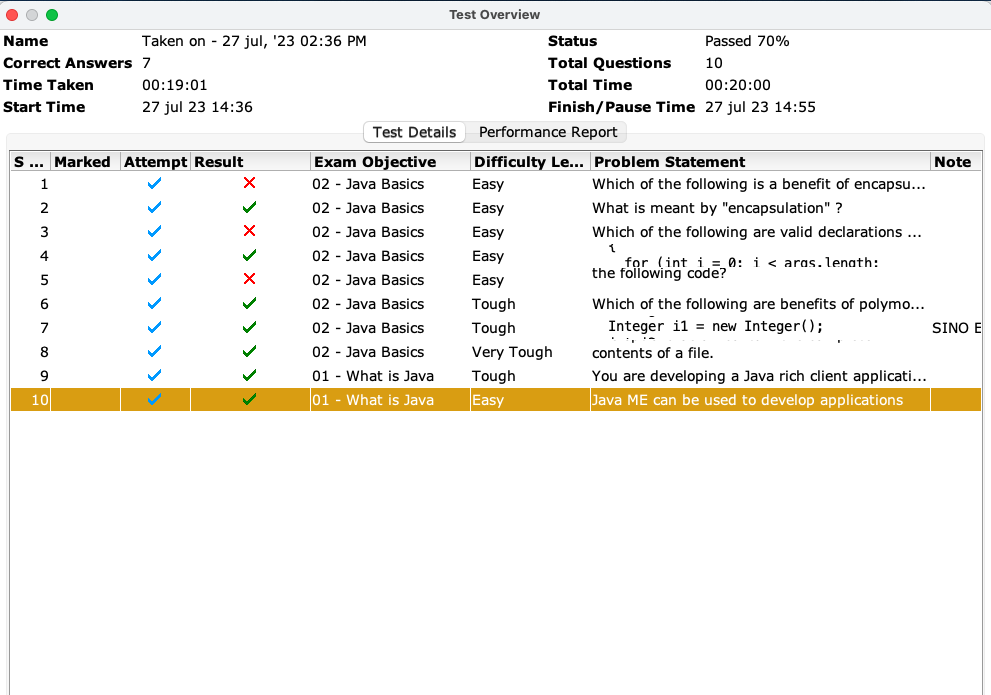 Test Overview
Name Taken on - 27 jul, '23 02:36 PM Status Passed 70%
Correct Answers 7 Total Questions 10
Time Taken 00:19:01 Total Time 00:20:00
Start Time 27 jul 23 14:36 Finish/Pause Time 27 jul 23 14:55
Test Details Performance Report
S ... Marked Attempt Result Exam Objective Difficulty Le... Problem Statement Note
1 02 - Java Basics Easy Which of the following is a benefit of encapsu...
2 02 - Java Basics Easy What is meant by "encapsulation" ?
3 02 - Java Basics Easy Which of the following are valid declarations ...
4 02 - Java Basics Easy { for (int i = 0; i < args.length;
5 02 - Java Basics Easy the following code?
6 02 - Java Basics Tough Which of the following are benefits of polymo...
7 02 - Java Basics Tough Integer i1 = new Integer(); SINO E
8 02 - Java Basics Very Tough contents of a file.
9 01 - What is Java Tough You are developing a Java rich client applicati...
10 01 - What is Java Easy Java ME can be used to develop applications